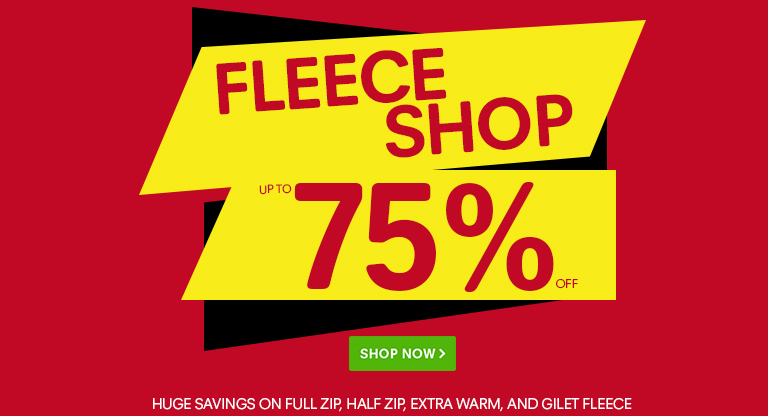 FLEECE
SHOP
UP TO 75% OFF
SHOP NOW >
HUGE SAVINGS ON FULL ZIP, HALF ZIP, EXTRA WARM, AND GILET FLEECE